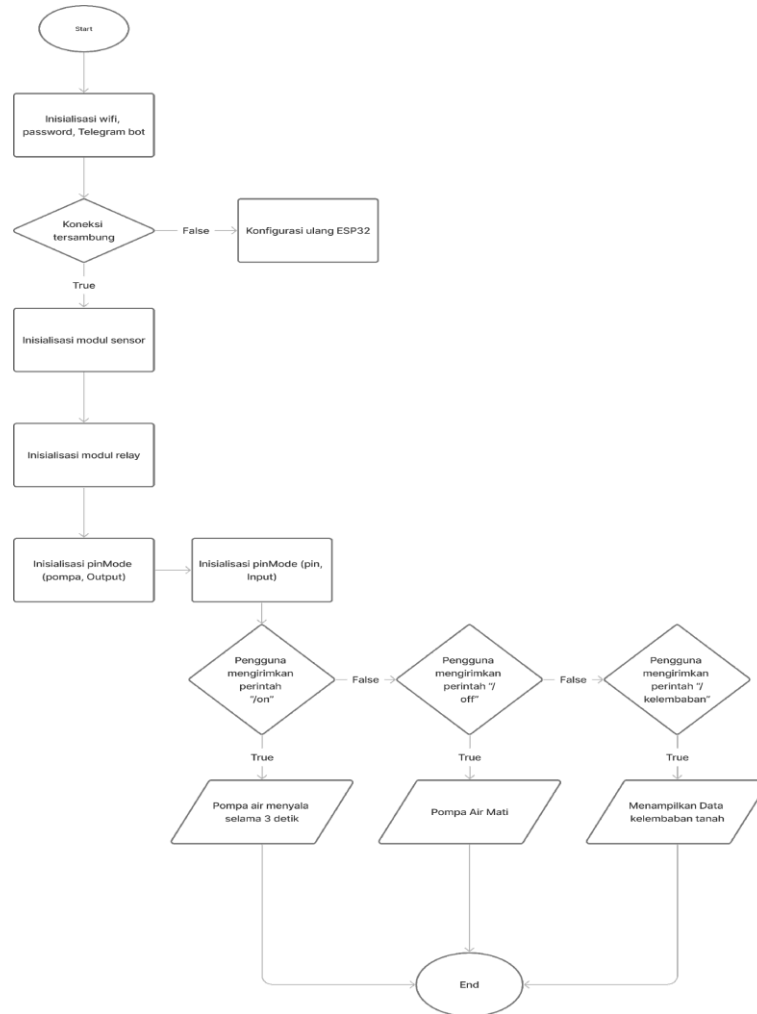 Start
Inisialisasi wifi,
password, Telegram bot
Koneksi
tersambung
False
Konfigurasi ulang ESP32
True
Inisialisasi modul sensor
Inisialisasi modul relay
Inisialisasi pinMode
(pompa, Output)
Inisialisasi pinMode (pin,
Input)
Pengguna
mengirimkan
perintah
"/on"
False
Pengguna
mengirimkan
perintah "/
off"
False
Pengguna
mengirimkan
perintah "/
kelembaban"
True
True
True
Pompa air menyala
selama 3 detik
Pompa Air Mati
Menampilkan Data
kelembaban tanah
End